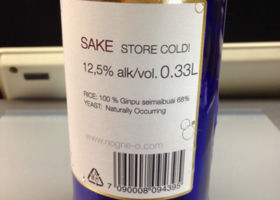 SAKE STORE COLD!
12,5% alk/vol. 0.33L
RICE: 100 % Ginpu seimaibuai 68%
YEAST: Naturally Occurring
www.nogne-o.com
7 090008 094395